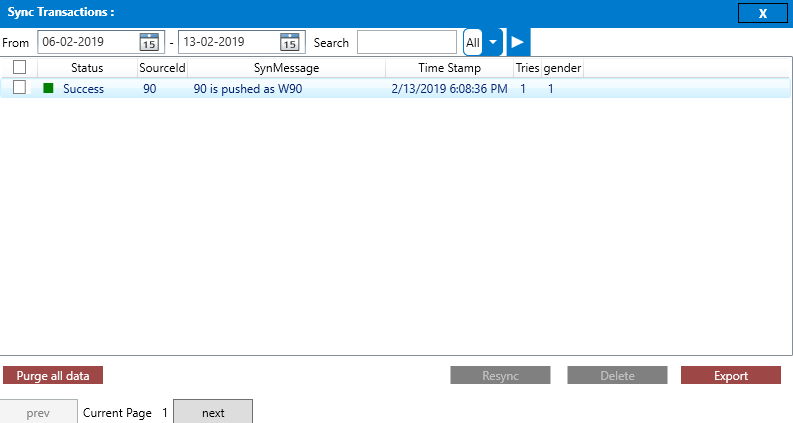 Sync Transactions :
X
From 06-02-2019 15 - 13-02-2019 15 Search All
Status SourceId SynMessage Time Stamp Tries gender
Success 90 90 is pushed as W90 2/13/2019 6:08:36 PM 1 1
Purge all data Resync Delete Export
prev Current Page 1 next